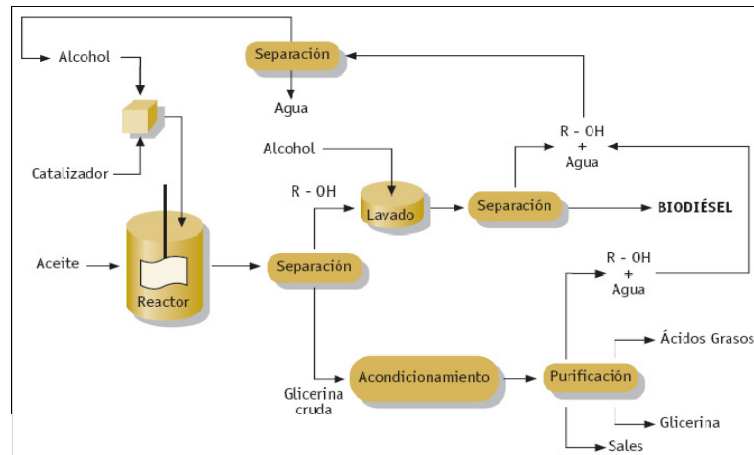 Separación
Alcohol
Agua
R - OH
+
Agua
Alcohol
Catalizador
R - OH
Lavado
Separación
BIODIÉSEL
Aceite
Reactor
Separación
R - OH
+
Agua
Ácidos Grasos
Acondicionamiento
Purificación
Glicerina
cruda
Glicerina
Sales